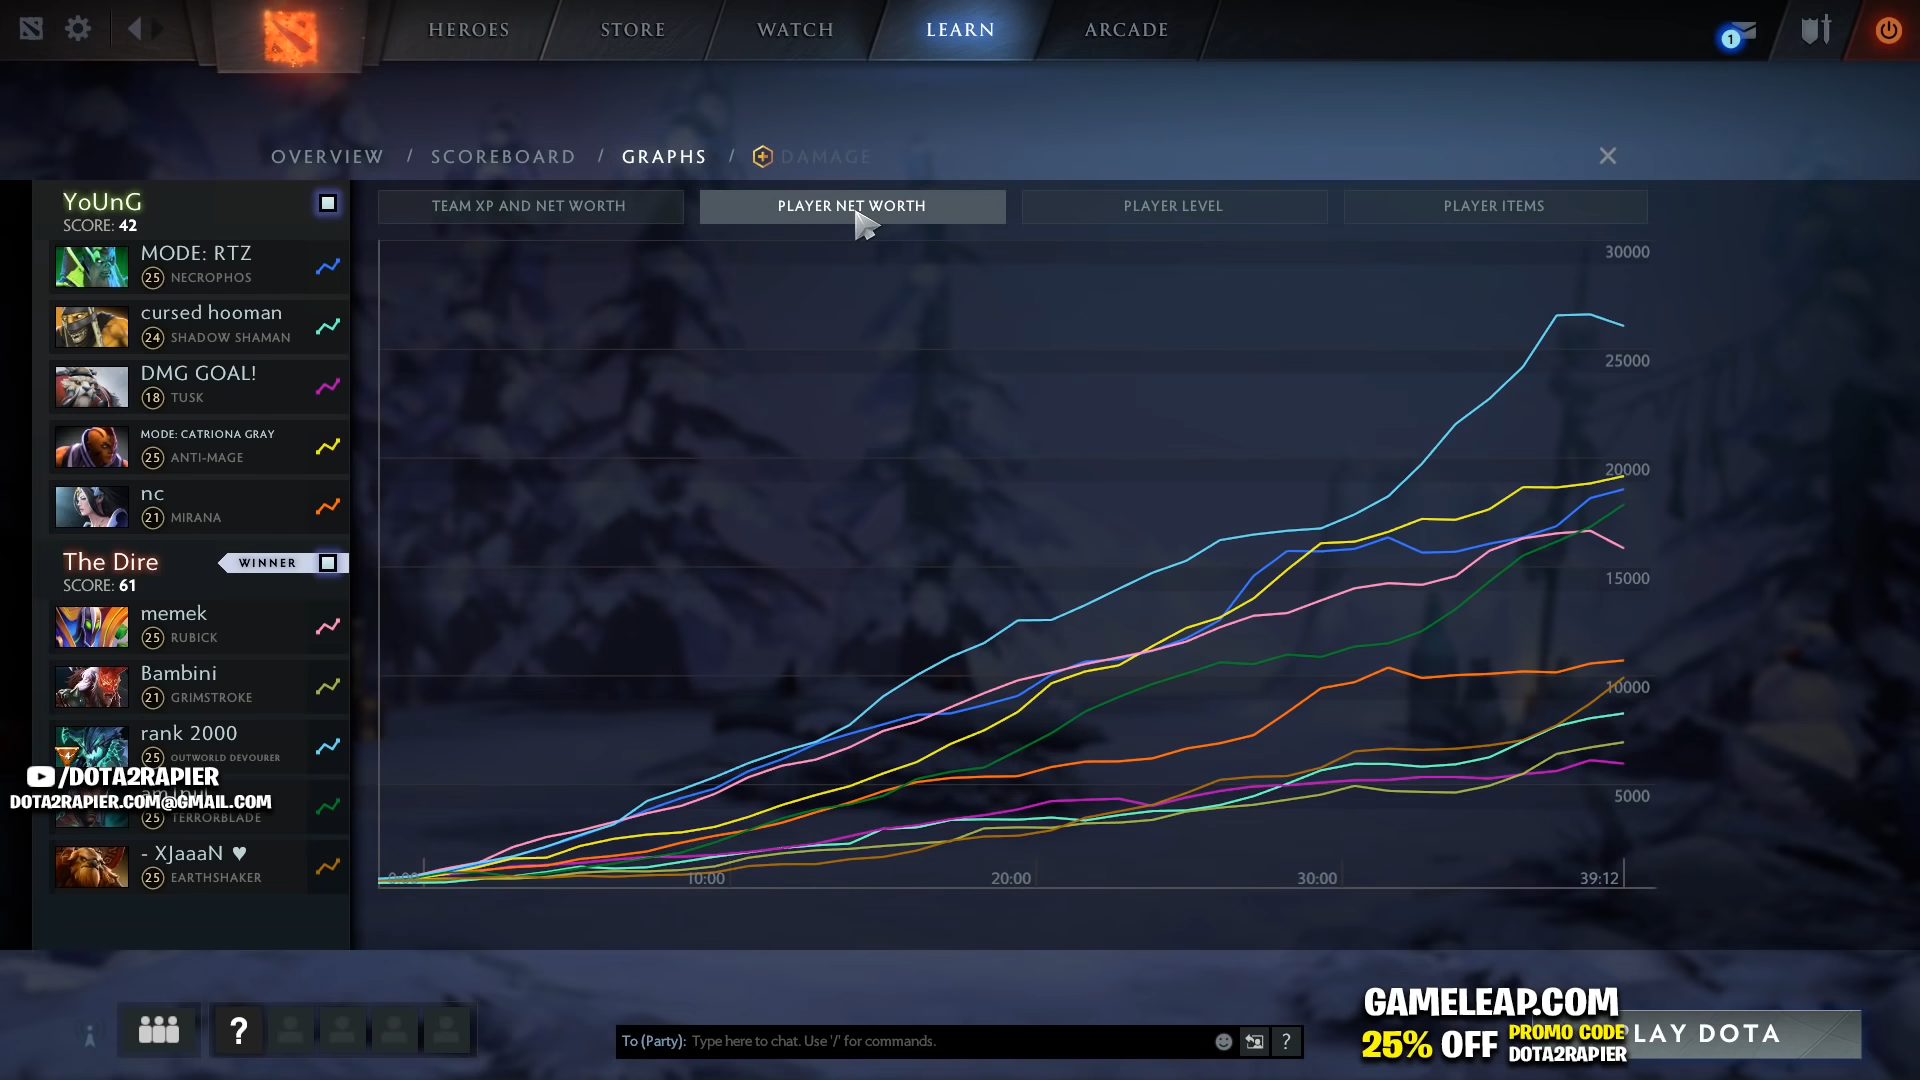 HEROES
STORE
WATCH
LEARN
ARCADE
1
OVERVIEW / SCOREBOARD / GRAPHS / DAMAGE
YoUnG
SCORE: 42
MODE: RTZ
25 NECROPHOS
cursed hooman
24 SHADOW SHAMAN
DMG GOAL!
18 TUSK
MODE: CATRIONA GRAY
25 ANTI-MAGE
nc
21 MIRANA
The Dire
WINNER
SCORE: 61
memek
25 RUBICK
Bambini
21 GRIMSTROKE
rank 2000
4
25 OUTWORLD DEVOURER
/DOTA2RAPIER
DOTA2RAPIER.COM@GMAIL.COM
25 TERRORBLADE
- XJaaaN ♥
25 EARTHSHAKER
TEAM XP AND NET WORTH
PLAYER NET WORTH
PLAYER LEVEL
PLAYER ITEMS
30000
25000
20000
15000
10000
5000
0:00
10:00
20:00
30:00
39:12
?
To (Party): Type here to chat. Use '/' for commands.
?
GAMELEAP.COM
25% OFF
PROMO CODE
DOTA2RAPIER
LAY DOTA